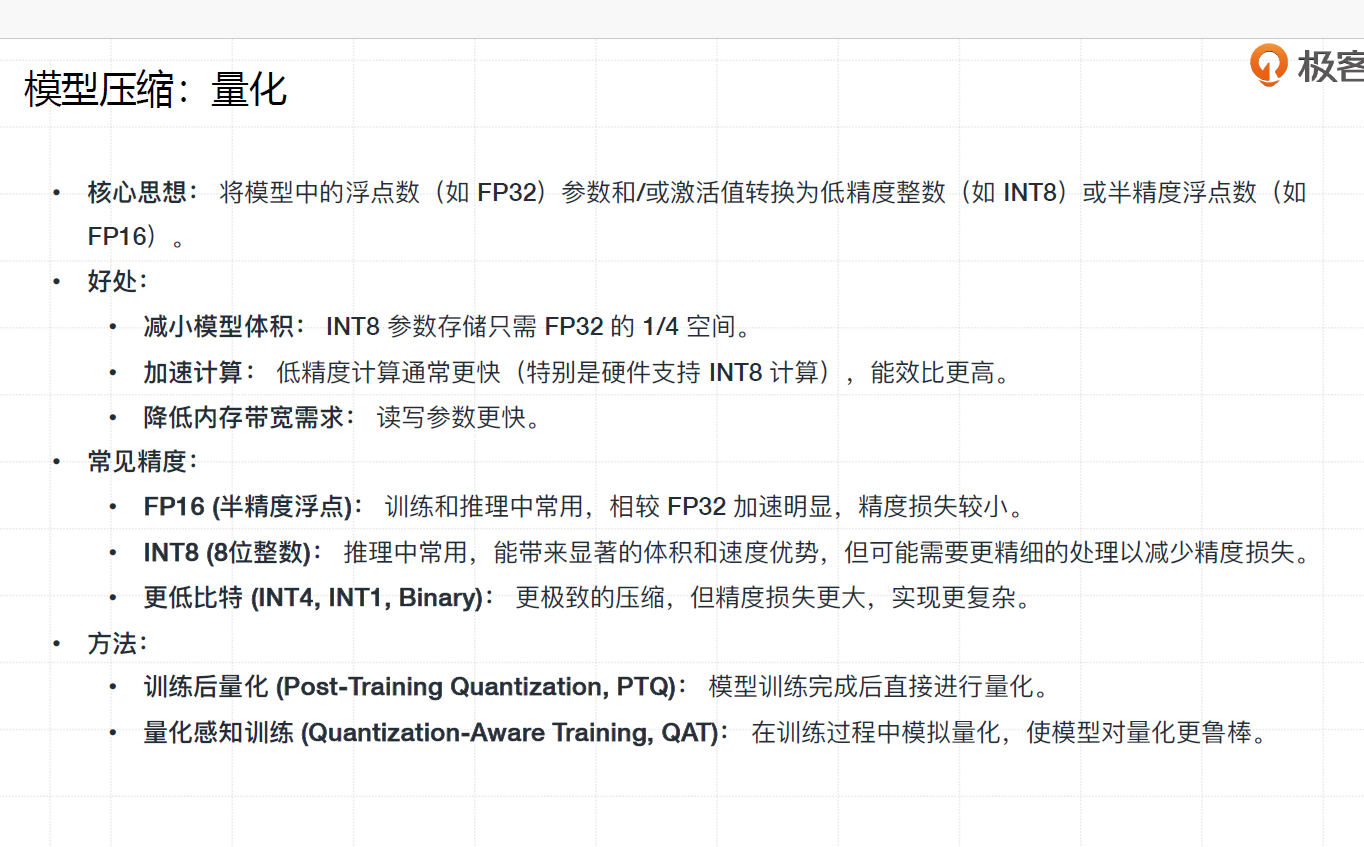 模型压缩：量化
极客
• 核心思想： 将模型中的浮点数（如 FP32）参数和/或激活值转换为低精度整数（如 INT8）或半精度浮点数（如
FP16）。
• 好处：
• 减小模型体积： INT8 参数存储只需 FP32 的 1/4 空间。
• 加速计算： 低精度计算通常更快（特别是硬件支持 INT8 计算），能效比更高。
• 降低内存带宽需求： 读写参数更快。
• 常见精度：
• FP16 (半精度浮点)： 训练和推理中常用，相较 FP32 加速明显，精度损失较小。
• INT8 (8位整数)： 推理中常用，能带来显著的体积和速度优势，但可能需要更精细的处理以减少精度损失。
• 更低比特 (INT4, INT1, Binary)： 更极致的压缩，但精度损失更大，实现更复杂。
• 方法：
• 训练后量化 (Post-Training Quantization, PTQ)： 模型训练完成后直接进行量化。
• 量化感知训练 (Quantization-Aware Training, QAT)： 在训练过程中模拟量化，使模型对量化更鲁棒。